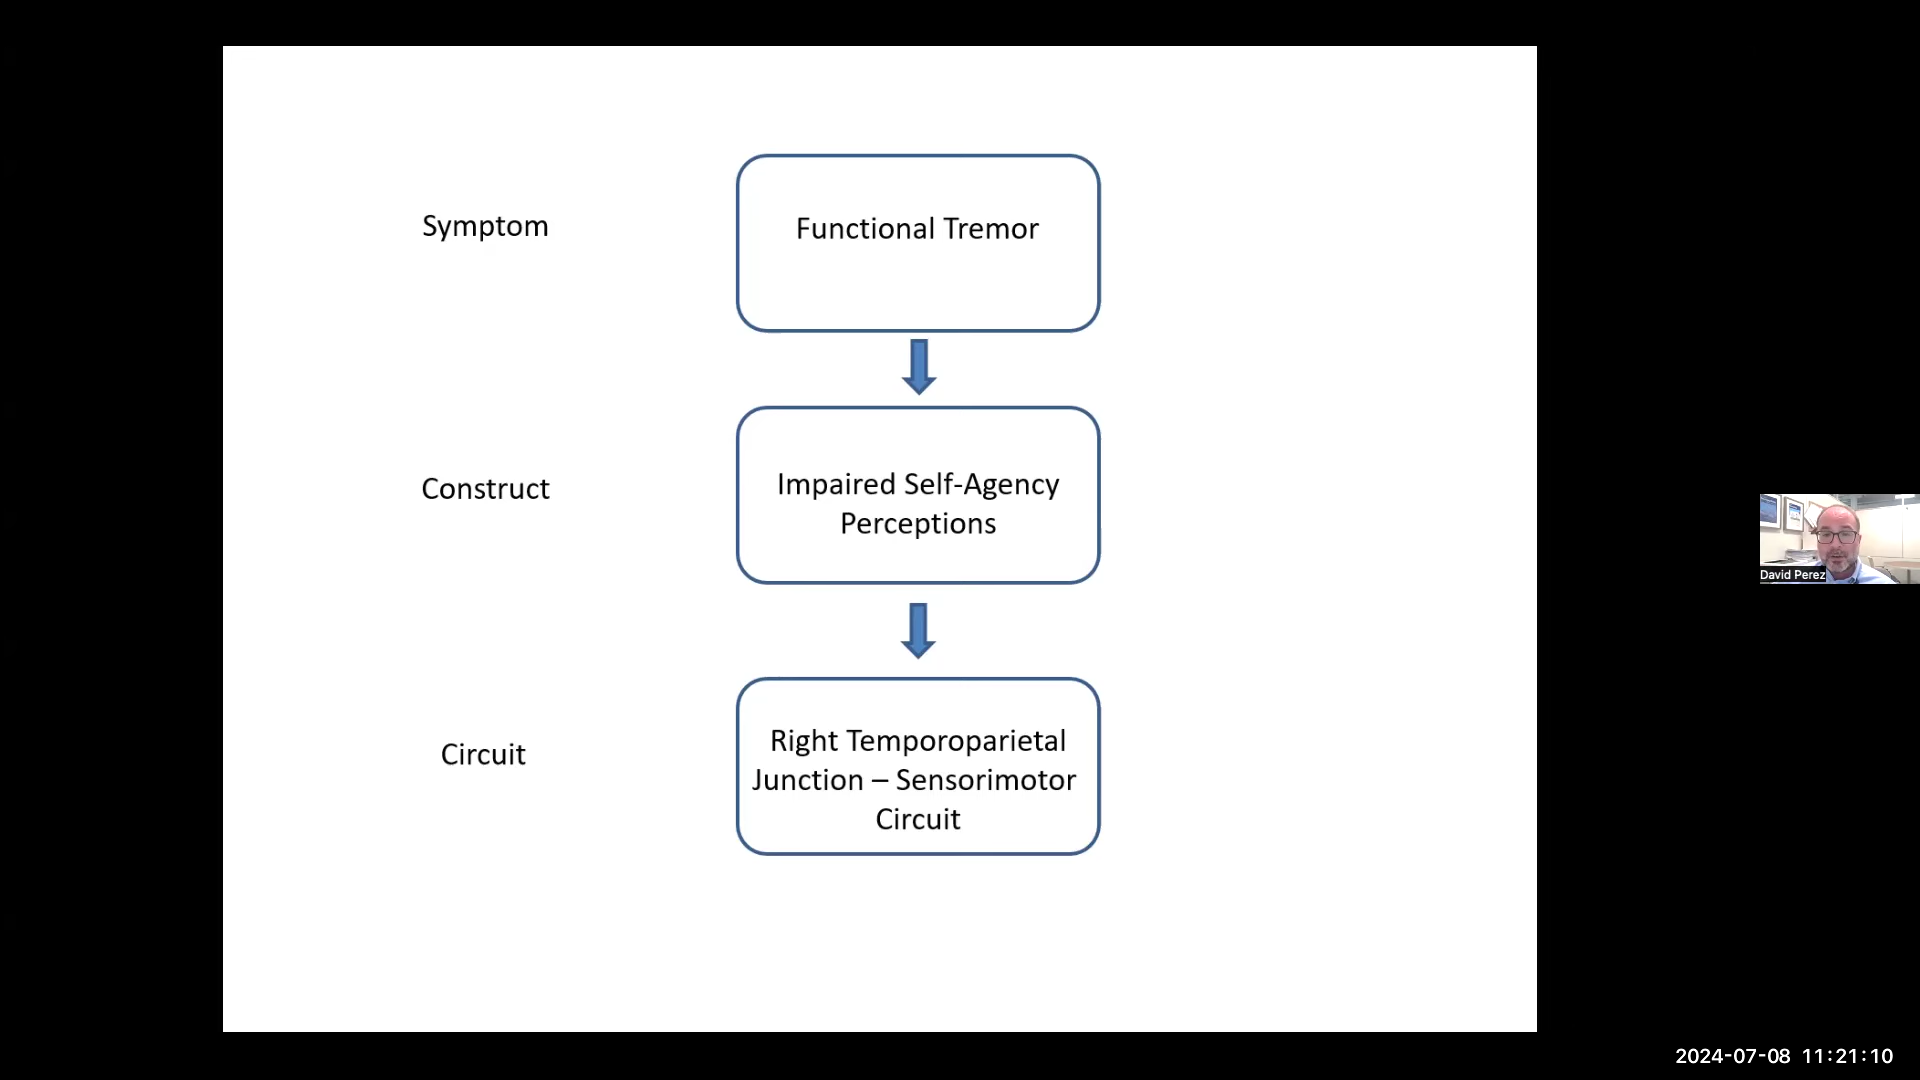 Symptom
Functional Tremor
Construct
Impaired Self-Agency
Perceptions
Circuit
Right Temporoparietal
Junction – Sensorimotor
Circuit
David Perez
2024-07-08 11:21:10